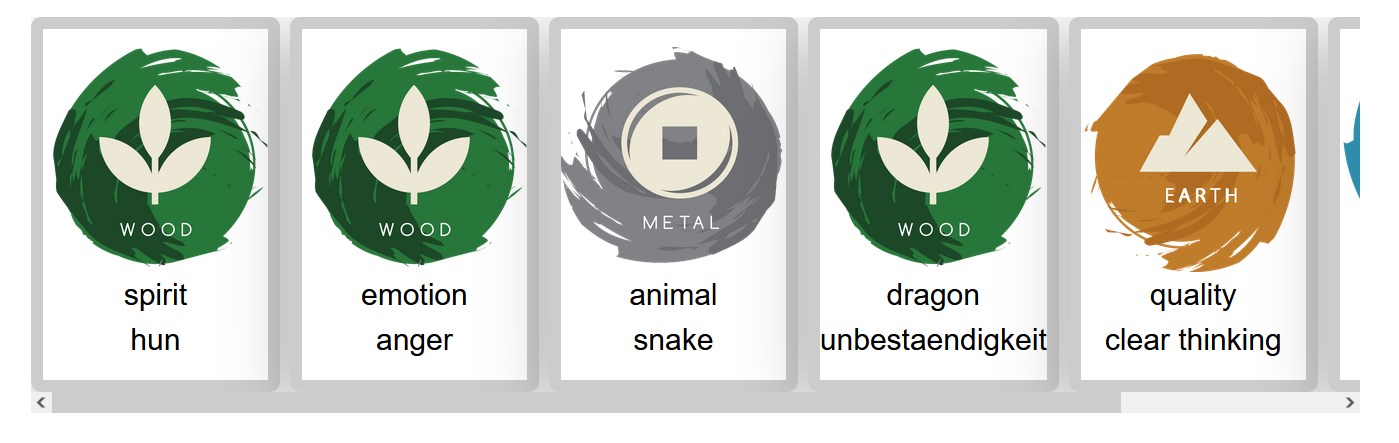 WOOD
spirit
hun
WOOD
emotion
anger
METAL
animal
snake
WOOD
dragon
unbestaendigkeit
EARTH
quality
clear thinking